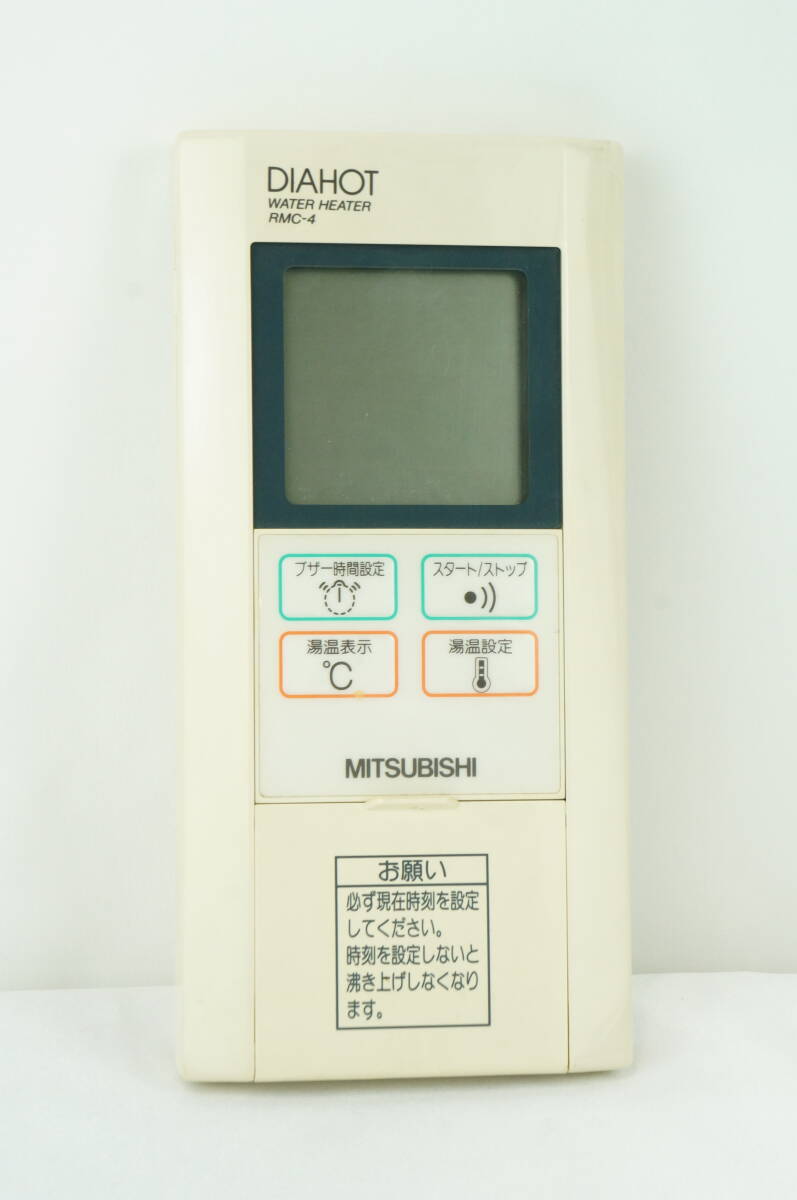 DIAHOT
WATER HEATER
RMC-4
ブザー時間設定
スタート/ストップ
湯温表示
℃
湯温設定
MITSUBISHI
お願い
必ず現在時刻を設定
してください。
時刻を設定しないと
沸き上げしなくなり
ます。